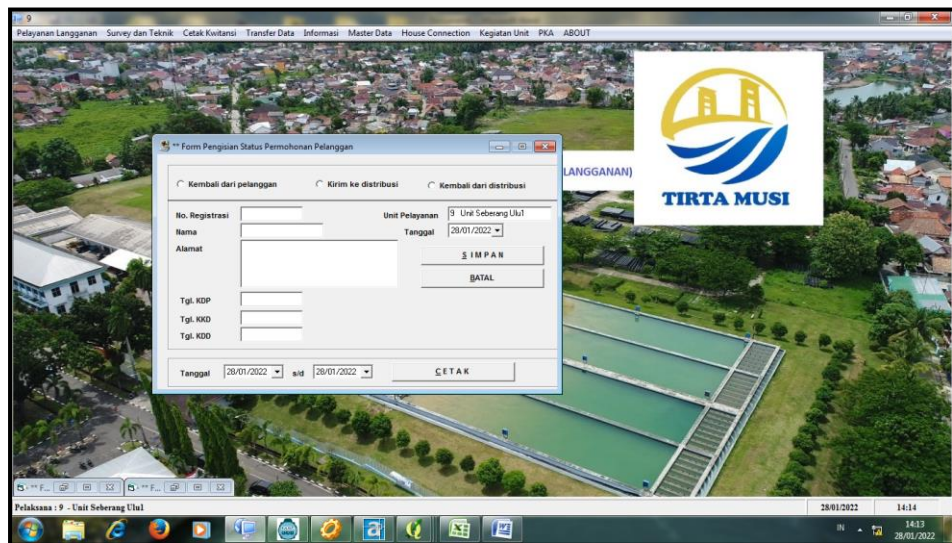 9
Pelayanan Langganan Survey dan Teknik Cetak Kwitansi Transfer Data Informasi Master Data House Connection Kegiatan Unit PKA ABOUT
** Form Pengisian Status Permohonan Pelanggan
LANGGANAN)
TIRTA MUSI
Kembali dari pelanggan Kirim ke distribusi Kembali dari distribusi
No. Registrasi Unit Pelayanan 9 Unit Seberang Ulu1
Nama Tanggal 28/01/2022
Alamat SIMPAN
BATAL
Tgl. KDP
Tgl. KKD
Tgl. KDD
Tanggal 28/01/2022 s/d 28/01/2022 CETAK
** F... ** F...
Pelaksana : 9 - Unit Seberang Ulu1 28/01/2022 14:14
IN 14:13
28/01/2022